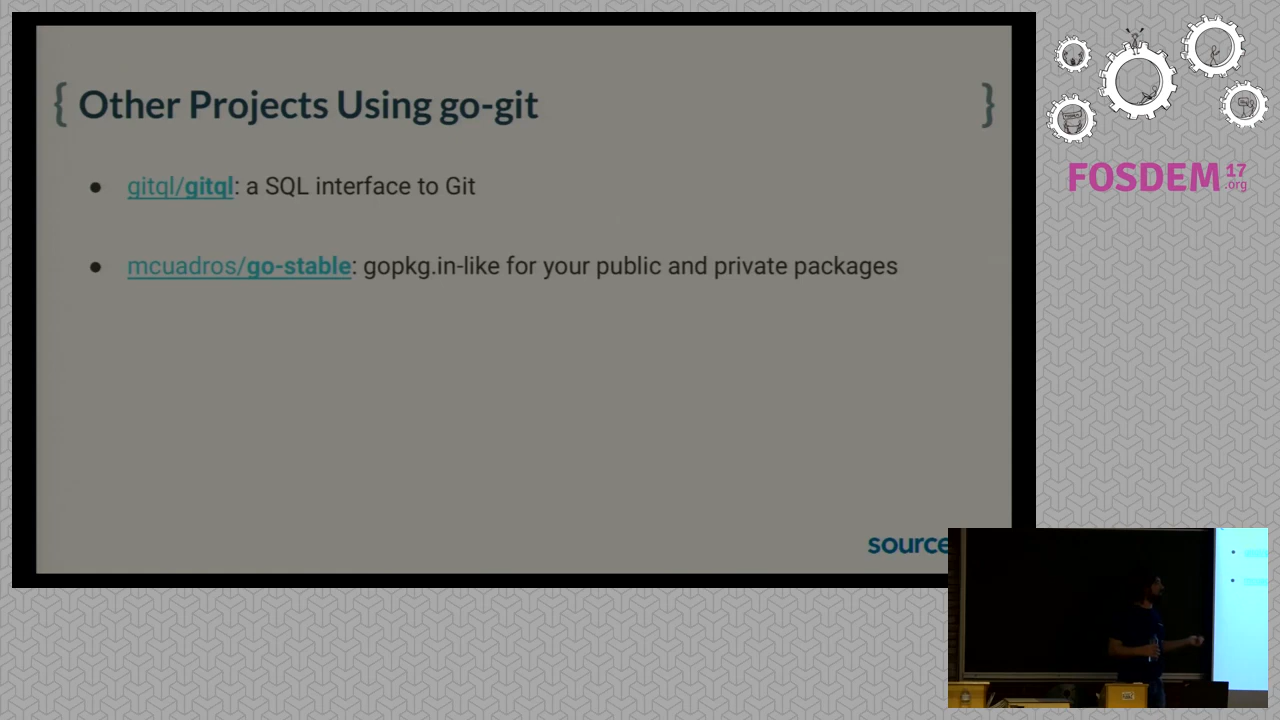 { Other Projects Using go-git }
● gitql/gitql: a SQL interface to Git
● mcuadros/go-stable: gopkg.in-like for your public and private packages
source
FOSDEM 17
.org